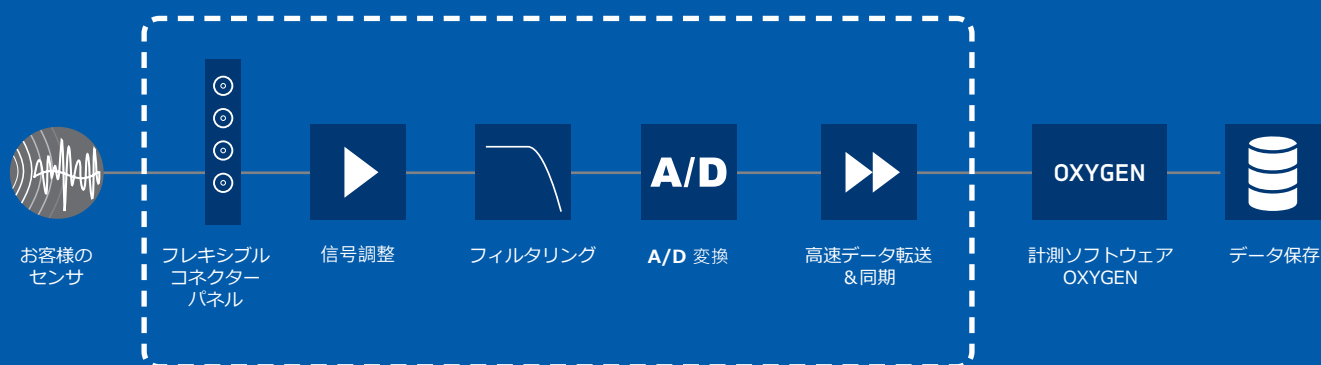 A/D
OXYGEN
お客様の
センサ
フレキシブル
コネクター
パネル
信号調整
フィルタリング
A/D 変換
高速データ転送
＆同期
計測ソフトウェア
OXYGEN
データ保存